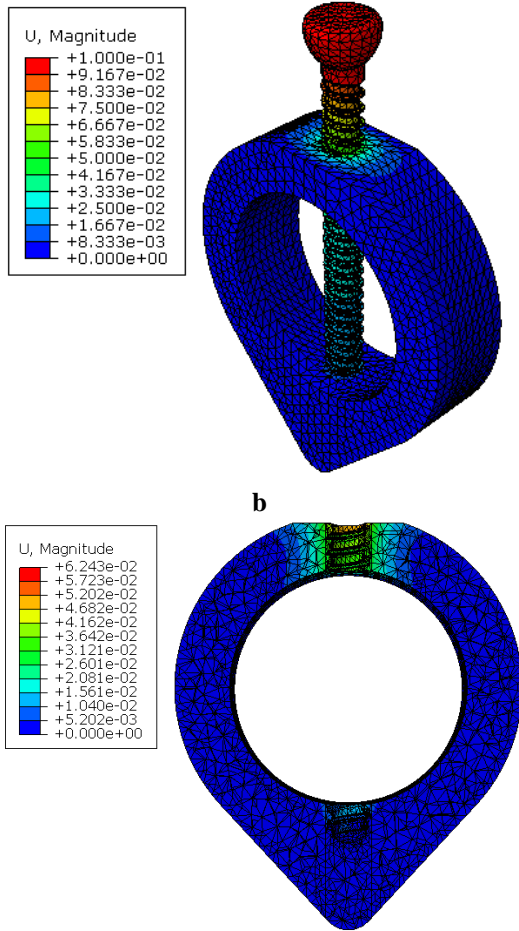 U, Magnitude
+1.000e-01
+9.167e-02
+8.333e-02
+7.500e-02
+6.667e-02
+5.833e-02
+5.000e-02
+4.167e-02
+3.333e-02
+2.500e-02
+1.667e-02
+8.333e-03
+0.000e+00
b
U, Magnitude
+6.243e-02
+5.723e-02
+5.202e-02
+4.682e-02
+4.162e-02
+3.642e-02
+3.121e-02
+2.601e-02
+2.081e-02
+1.561e-02
+1.040e-02
+5.202e-03
+0.000e+00